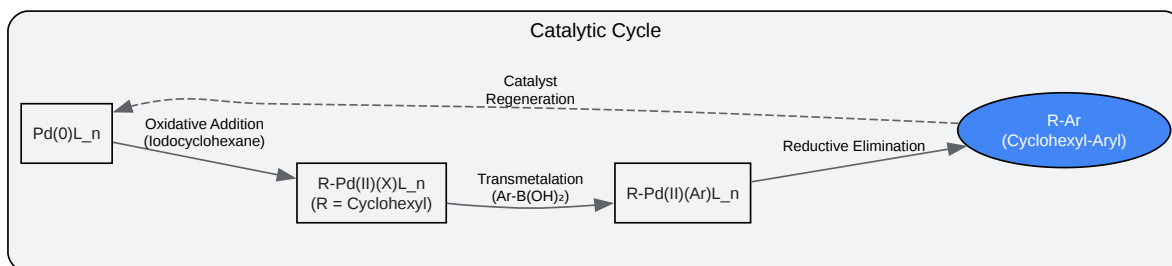 Catalytic Cycle
Catalyst
Regeneration
Pd(0)L_n
Oxidative Addition
(Iodocyclohexane)
R-Pd(II)(X)L_n
(R = Cyclohexyl)
Transmetalation
(Ar-B(OH)₂)
R-Pd(II)(Ar)L_n
Reductive Elimination
R-Ar
(Cyclohexyl-Aryl)